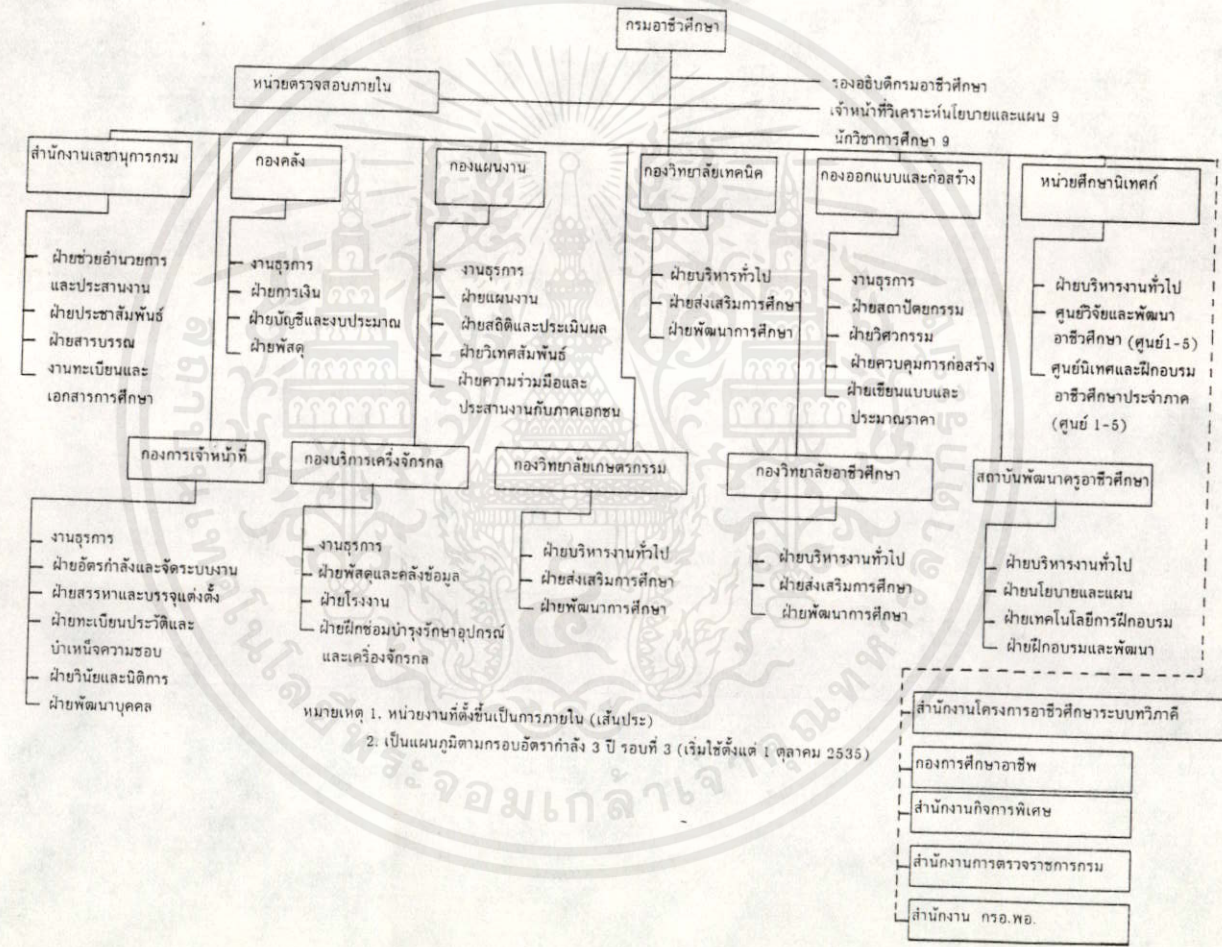 กรมอาชีวศึกษา
หน่วยตรวจสอบภายใน
รองอธิบดีกรมอาชีวศึกษา
เจ้าหน้าที่วิเคราะห์นโยบายและแผน 9
นักวิชาการศึกษา 9
สำนักงานเลขานุการกรม
กองคลัง
กองแผนงาน
กองวิทยาลัยเทคนิค
กองออกแบบและก่อสร้าง
หน่วยศึกษานิเทศก์
ฝ่ายช่วยอำนวยการ
และประสานงาน
ฝ่ายประชาสัมพันธ์
ฝ่ายสารบรรณ
งานทะเบียนและ
เอกสารการศึกษา
งานธุรการ
ฝ่ายการเงิน
ฝ่ายบัญชีและงบประมาณ
ฝ่ายพัสดุ
งานธุรการ
ฝ่ายแผนงาน
ฝ่ายสถิติและประเมินผล
ฝ่ายวิเทศสัมพันธ์
ฝ่ายความร่วมมือและ
ประสานงานกับภาคเอกชน
ฝ่ายบริหารทั่วไป
ฝ่ายส่งเสริมการศึกษา
ฝ่ายพัฒนาการศึกษา
งานธุรการ
ฝ่ายสถาปัตยกรรม
ฝ่ายวิศวกรรม
ฝ่ายควบคุมการก่อสร้าง
ฝ่ายเขียนแบบและ
ประมาณราคา
ฝ่ายบริหารงานทั่วไป
ศูนย์วิจัยและพัฒนา
อาชีวศึกษา (ศูนย์1-5)
ศูนย์นิเทศและฝึกอบรม
อาชีวศึกษาประจำภาค
(ศูนย์ 1-5)
กองการเจ้าหน้าที่
กองบริการเครื่งจักรกล
กองวิทยาลัยเกษตรกรรม
กองวิทยาลัยอาชีวศึกษา
สถาบันพัฒนาครูอาชีวศึกษา
งานธุรการ
ฝ่ายอัตรกำลังและจัดระบบงาน
ฝ่ายสรรหาและบรรจุแต่งตั้ง
ฝ่ายทะเบียนประวัติและ
บำเหน็จความชอบ
ฝ่ายวินัยและนิติการ
ฝ่ายพัฒนาบุคคล
งานธุรการ
ฝ่ายพัสดุและคลังข้อมูล
ฝ่ายโรงงาน
ฝ่ายฝึกซ่อมบำรุงรักษาอุปกรณ์
และเครื่องจักรกล
ฝ่ายบริหารงานทั่วไป
ฝ่ายส่งเสริมการศึกษา
ฝ่ายพัฒนาการศึกษา
ฝ่ายบริหารงานทั่วไป
ฝ่ายส่งเสริมการศึกษา
ฝ่ายพัฒนาการศึกษา
ฝ่ายบริหารงานทั่วไป
ฝ่ายนโยบายและแผน
ฝ่ายเทคโนโลยีการฝึกอบรม
ฝ่ายฝึกอบรมและพัฒนา
สำนักงานโครงการอาชีวศึกษาระบบทวิภาคี
กองการศึกษาอาชีพ
สำนักงานกิจการพิเศษ
สำนักงานการตรวจราชการกรม
สำนักงาน กรอ.พอ.
หมายเหตุ 1. หน่วยงานที่ตั้งขึ้นเป็นการภายใน (เส้นประ)
2. เป็นแผนภูมิตามกรอบอัตรากำลัง 3 ปี รอบที่ 3 (เริ่มใช้ตั้งแต่ 1 ตุลาคม 2535)
สถาบันเทคโนโลยีพระจอมเกล้าเจ้าคุณทหารลาดกระบัง